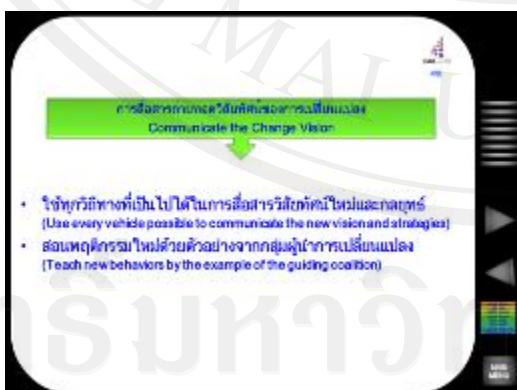 การสื่อสารถ่ายทอดวิสัยทัศน์ของการเปลี่ยนแปลง
Communicate the Change Vision
• ใช้ทุกวิถีทางที่เป็นไปได้ในการสื่อสารวิสัยทัศน์ใหม่และกลยุทธ์
(Use every vehicle possible to communicate the new vision and strategies)
• สอนพฤติกรรมใหม่ด้วยตัวอย่างจากกลุ่มผู้นำการเปลี่ยนแปลง
(Teach new behaviors by the example of the guiding coalition)
MAIN
MENU